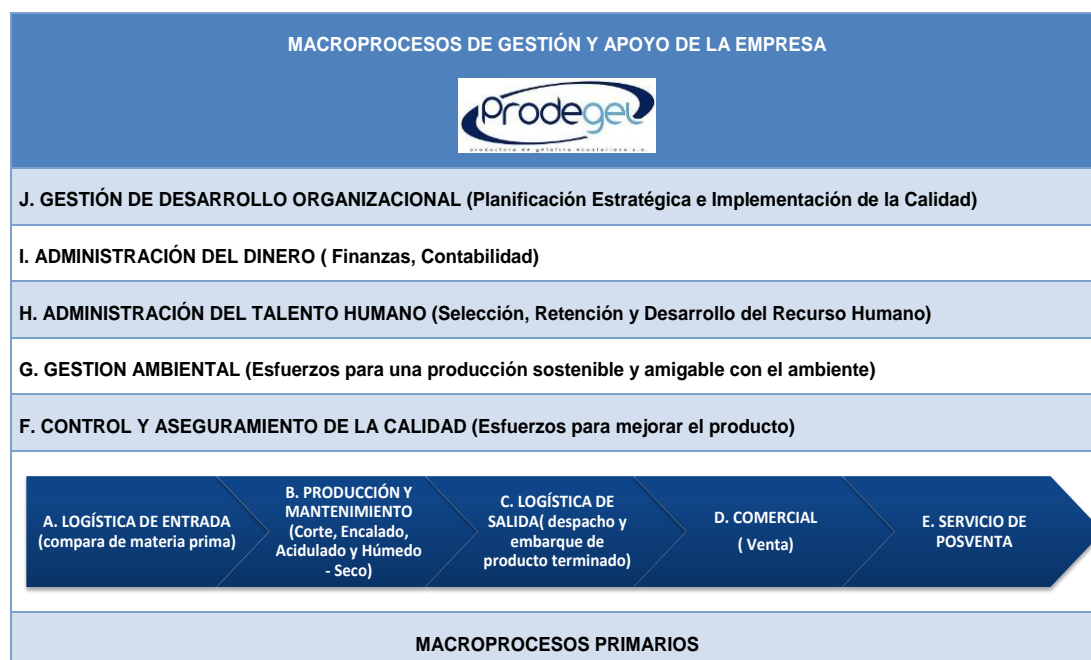 MACROPROCESOS DE GESTIÓN Y APOYO DE LA EMPRESA
Prodegel
productora de gelatina ecuatoriana s.a.
J. GESTIÓN DE DESARROLLO ORGANIZACIONAL (Planificación Estratégica e Implementación de la Calidad)
I. ADMINISTRACIÓN DEL DINERO ( Finanzas, Contabilidad)
H. ADMINISTRACIÓN DEL TALENTO HUMANO (Selección, Retención y Desarrollo del Recurso Humano)
G. GESTION AMBIENTAL (Esfuerzos para una producción sostenible y amigable con el ambiente)
F. CONTROL Y ASEGURAMIENTO DE LA CALIDAD (Esfuerzos para mejorar el producto)
A. LOGÍSTICA DE ENTRADA
(compara de materia prima)
B. PRODUCCIÓN Y
MANTENIMIENTO
(Corte, Encalado,
Acidulado y Húmedo
- Seco)
C. LOGÍSTICA DE
SALIDA( despacho y
embarque de
producto terminado)
D. COMERCIAL
( Venta)
E. SERVICIO DE
POSVENTA
MACROPROCESOS PRIMARIOS